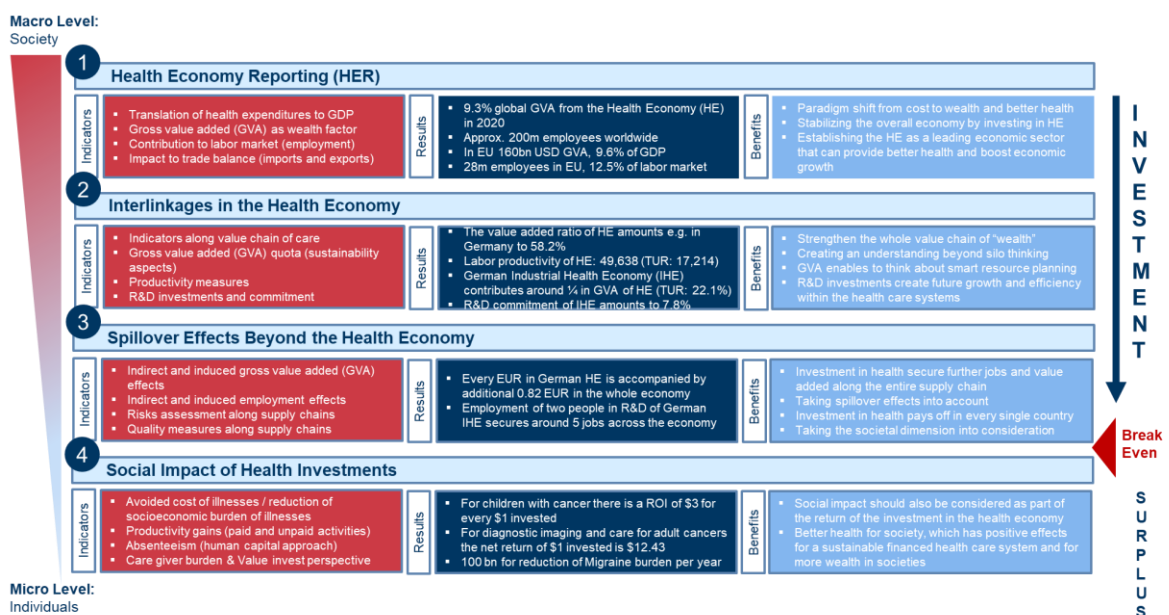 Macro Level:
Society
1
Health Economy Reporting (HER)
Indicators
▪ Translation of health expenditures to GDP
▪ Gross value added (GVA) as wealth factor
▪ Contribution to labor market (employment)
▪ Impact to trade balance (imports and exports)
Results
▪ 9.3% global GVA from the Health Economy (HE)
in 2020
▪ Approx. 200m employees worldwide
▪ In EU 160bn USD GVA, 9.6% of GDP
▪ 28m employees in EU, 12.5% of labor market
Benefits
▪ Paradigm shift from cost to wealth and better health
▪ Stabilizing the overall economy by investing in HE
▪ Establishing the HE as a leading economic sector
that can provide better health and boost economic
growth
2
Interlinkages in the Health Economy
Indicators
▪ Indicators along value chain of care
▪ Gross value added (GVA) quota (sustainability
aspects)
▪ Productivity measures
▪ R&D investments and commitment
Results
▪ The value added ratio of HE amounts e.g. in
Germany to 58.2%
▪ Labor productivity of HE: 49,638 (TUR: 17,214)
▪ German Industrial Health Economy (IHE)
contributes around ¼ in GVA of HE (TUR: 22.1%)
▪ R&D commitment of IHE amounts to 7.8%
Benefits
▪ Strengthen the whole value chain of “wealth”
▪ Creating an understanding beyond silo thinking
▪ GVA enables to think about smart resource planning
▪ R&D investments create future growth and efficiency
within the health care systems
3
Spillover Effects Beyond the Health Economy
Indicators
▪ Indirect and induced gross value added (GVA)
effects
▪ Indirect and induced employment effects
▪ Risks assessment along supply chains
▪ Quality measures along supply chains
Results
▪ Every EUR in German HE is accompanied by
additional 0.82 EUR in the whole economy
▪ Employment of two people in R&D of German
IHE secures around 5 jobs across the economy
Benefits
▪ Investment in health secure further jobs and value
added along the entire supply chain
▪ Taking spillover effects into account
▪ Investment in health pays off in every single country
▪ Taking the societal dimension into consideration
4
Social Impact of Health Investments
Indicators
▪ Avoided cost of illnesses / reduction of
socioeconomic burden of illnesses
▪ Productivity gains (paid and unpaid activities)
▪ Absenteeism (human capital approach)
▪ Care giver burden & Value invest perspective
Results
▪ For children with cancer there is a ROI of $3 for
every $1 invested
▪ For diagnostic imaging and care for adult cancers
the net return of $1 invested is $12.43
▪ 100 bn for reduction of Migraine burden per year
Benefits
▪ Social impact should also be considered as part of
the return of the investment in the health economy
▪ Better health for society, which has positive effects
for a sustainable financed health care system and for
more wealth in societies
Micro Level:
Individuals
INVESTMENT
Break
Even
SURPLUS